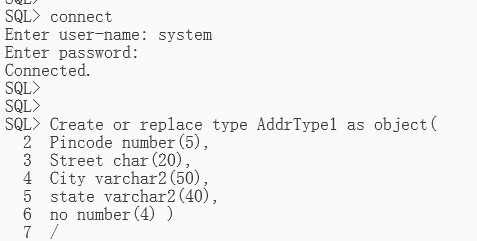 SQL>
SQL> connect
Enter user-name: system
Enter password:
Connected.
SQL>
SQL>
SQL> Create or replace type AddrType1 as object(
2 Pincode number(5),
3 Street char(20),
4 City varchar2(50),
5 state varchar2(40),
6 no number(4) )
7 /